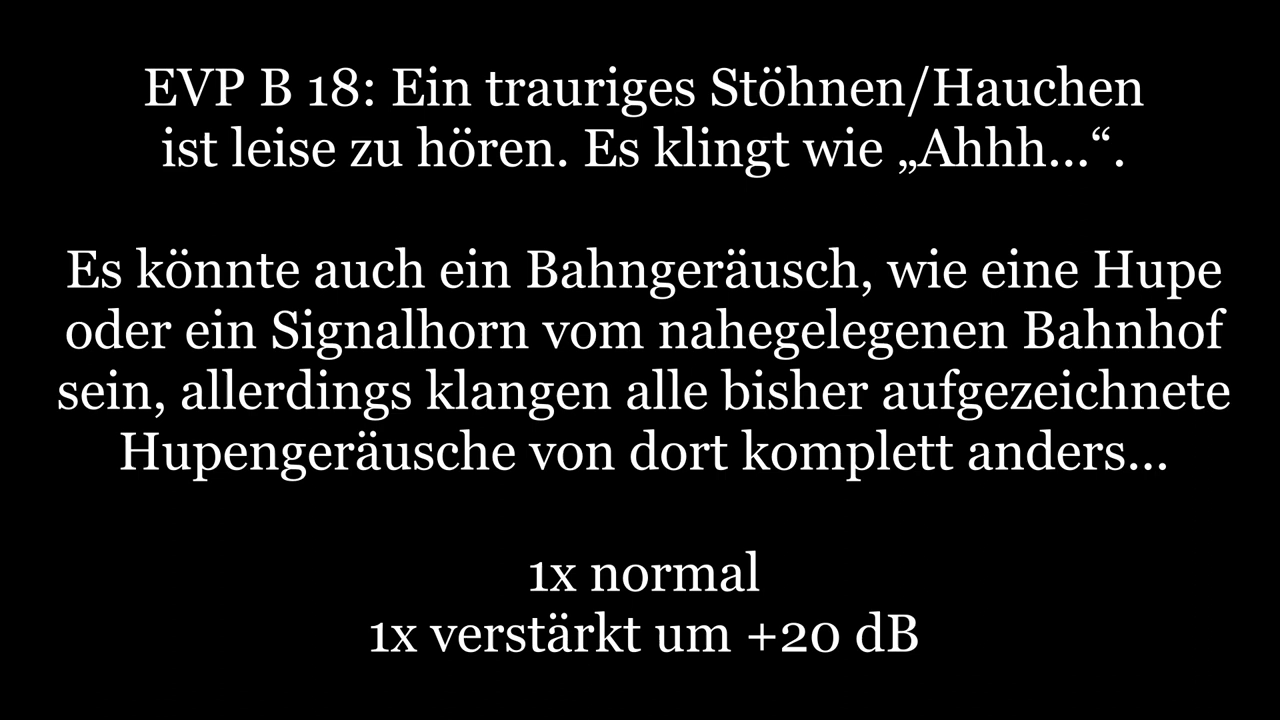 EVP B 18: Ein trauriges Stöhnen/Hauchen
ist leise zu hören. Es klingt wie „Ahhh...“.
Es könnte auch ein Bahngeräusch, wie eine Hupe
oder ein Signalhorn vom nahegelegenen Bahnhof
sein, allerdings klangen alle bisher aufgezeichnete
Hupengeräusche von dort komplett anders...
1x normal
1x verstärkt um +20 dB